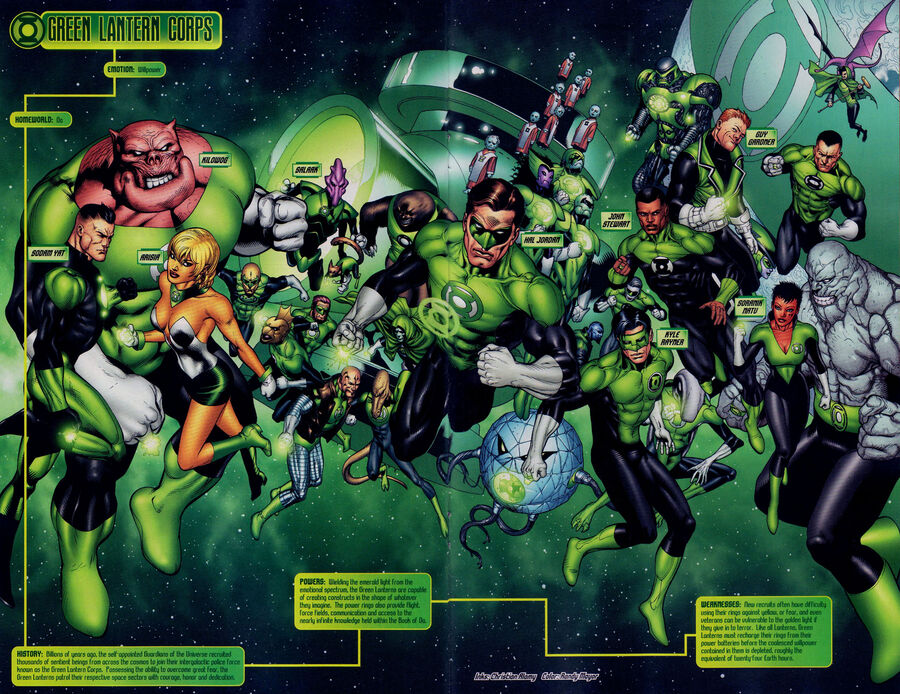 GREEN LANTERN CORPS
EMOTION: Willpower
HOMEWORLD: Oa
KILOWOG
SALAAK
SODAM YAT
ARISIA
HAL JORDAN
JOHN
STEWART
GUY
GARDNER
KYLE
RAYNER
SORANIK
NATU
POWERS: Wielding the emerald light from the
emotional spectrum, the Green Lanterns are capable
of creating constructs in the shape of whatever
they imagine. The power rings also provide flight,
force fields, communication and access to the
nearly infinite knowledge held within the Book of Oa.
WEAKNESSES: New recruits often have difficulty
using their rings against yellow, or fear, and even
veterans can be vulnerable to the golden light if
they give in to terror. Like all Lanterns, Green
Lanterns must recharge their rings from their
power batteries before the coalesced willpower
contained in them is depleted, roughly the
equivalent of twenty four Earth hours.
HISTORY: Billions of years ago, the self-appointed Guardians of the Universe recruited
thousands of sentient beings from across the cosmos to join their intergalactic police force
known as the Green Lantern Corps. Possessing the ability to overcome great fear, the
Green Lanterns patrol their respective space sectors with courage, honor and dedication.
Inks: Christian Alamy Color: Randy Mayor